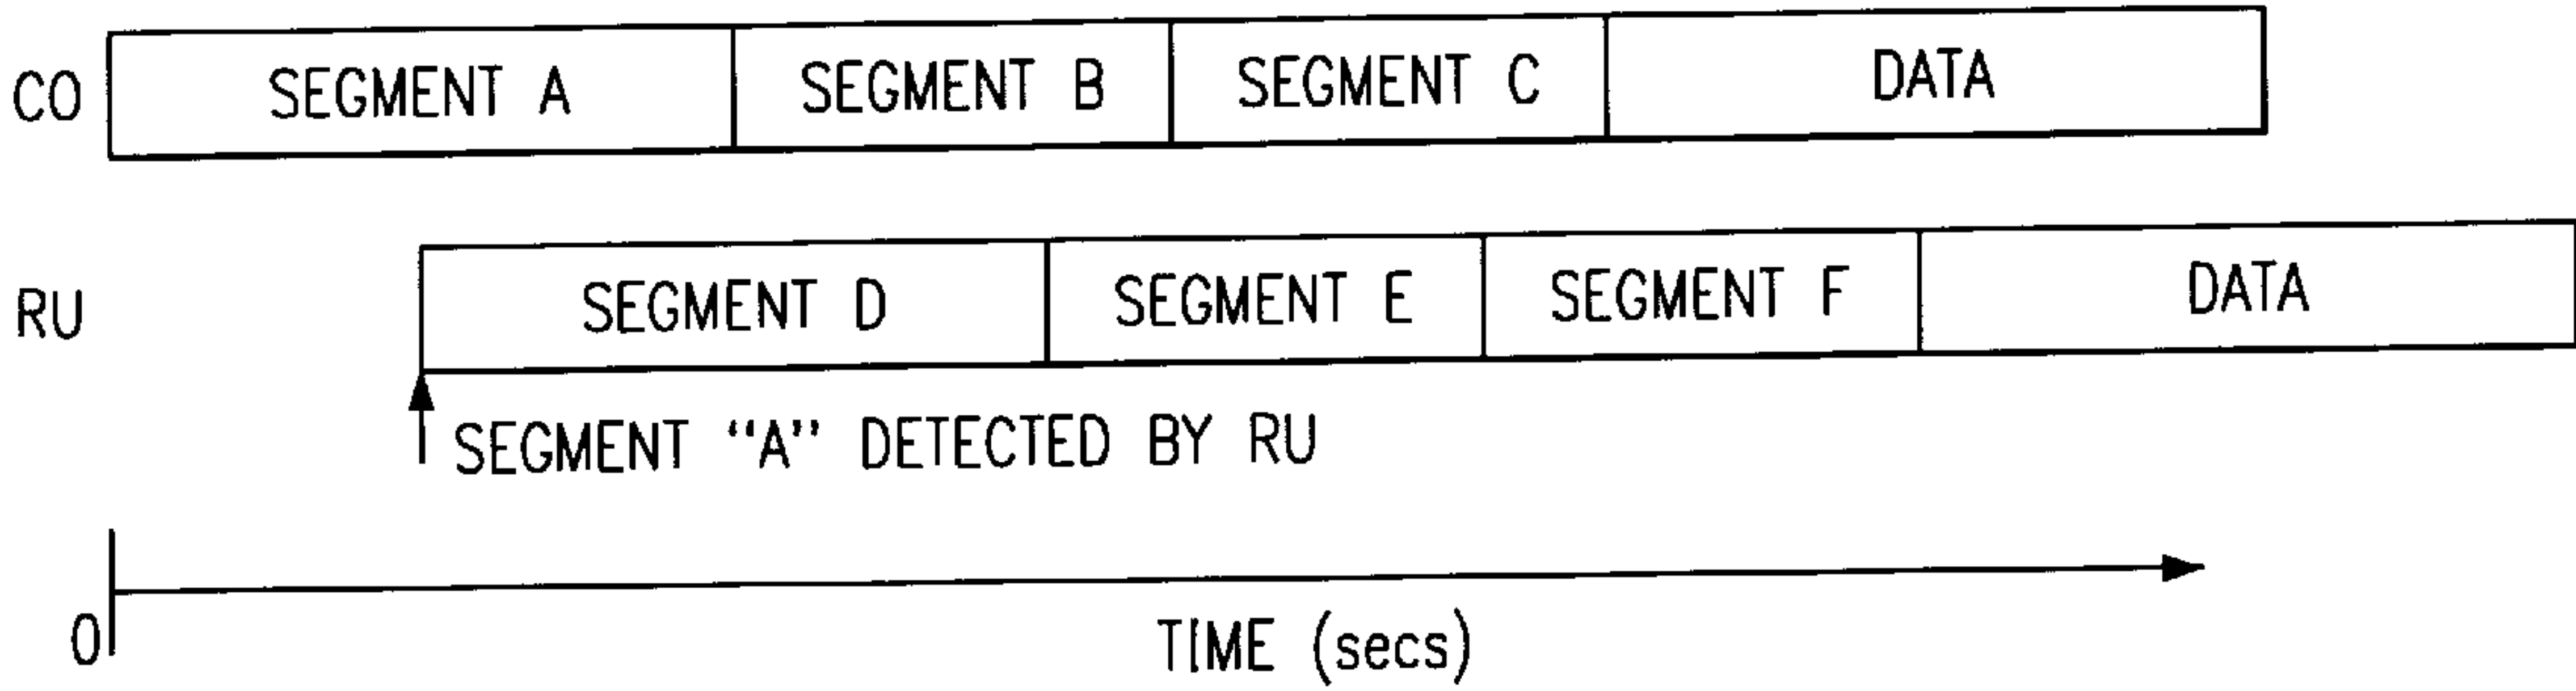 CO SEGMENT A SEGMENT B SEGMENT C DATA
RU SEGMENT D SEGMENT E SEGMENT F DATA
SEGMENT “A” DETECTED BY RU
0
TIME (secs)